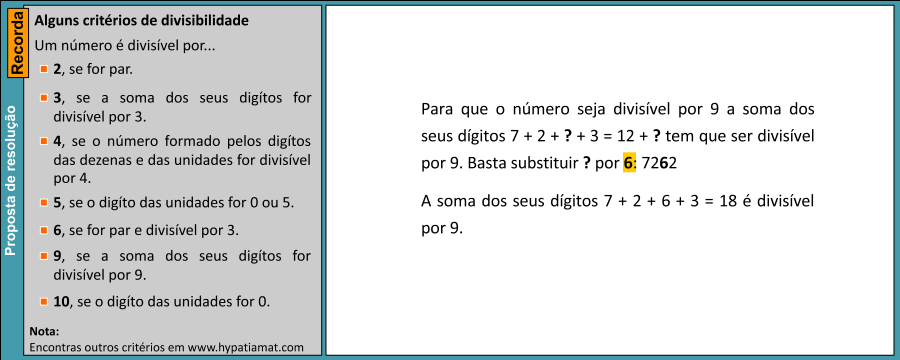 Recorda
Proposta de resolução
Alguns critérios de divisibilidade
Um número é divisível por...
2, se for par.
3, se a soma dos seus digítos for
divisível por 3.
4, se o número formado pelos digítos
das dezenas e das unidades for divisível
por 4.
5, se o digíto das unidades for 0 ou 5.
6, se for par e divisível por 3.
9, se a soma dos seus digítos for
divisível por 9.
10, se o digíto das unidades for 0.
Nota:
Encontras outros critérios em www.hypatiamat.com
Para que o número seja divisível por 9 a soma dos
seus dígitos 7 + 2 + ? + 3 = 12 + ? tem que ser divisível
por 9. Basta substituir ? por 6: 7262
A soma dos seus dígitos 7 + 2 + 6 + 3 = 18 é divisível
por 9.